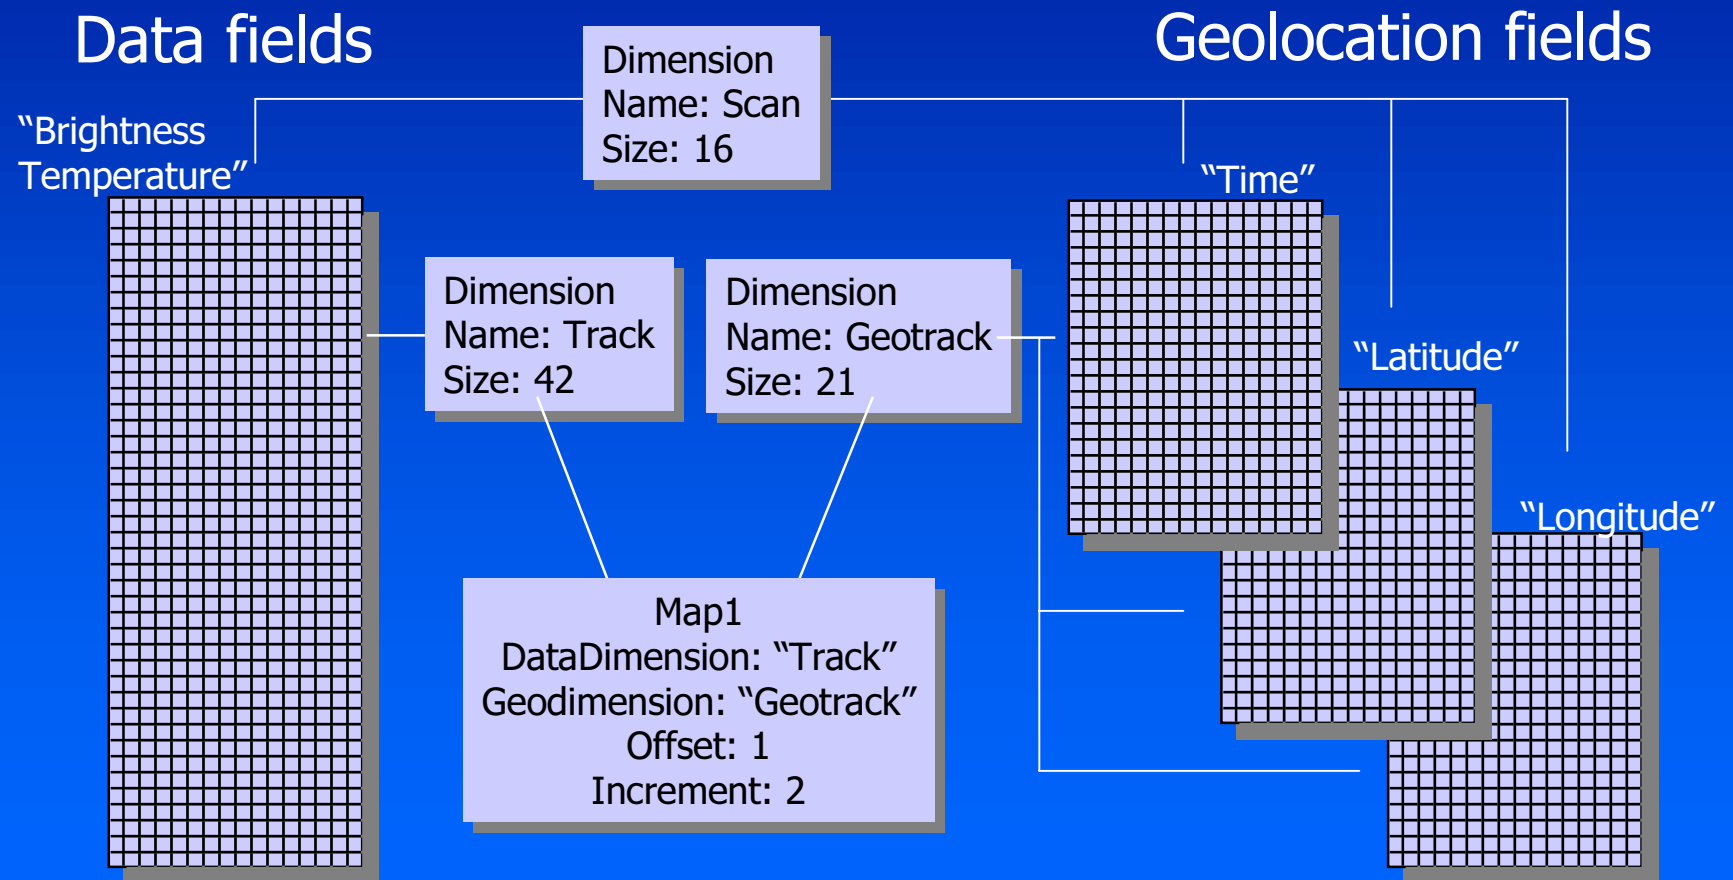 Data fields
Geolocation fields
Dimension
Name: Scan
Size: 16
“Brightness
Temperature”
“Time”
Dimension
Name: Track
Size: 42
Dimension
Name: Geotrack
Size: 21
“Latitude”
“Longitude”
Map1
DataDimension: “Track”
Geodimension: “Geotrack”
Offset: 1
Increment: 2